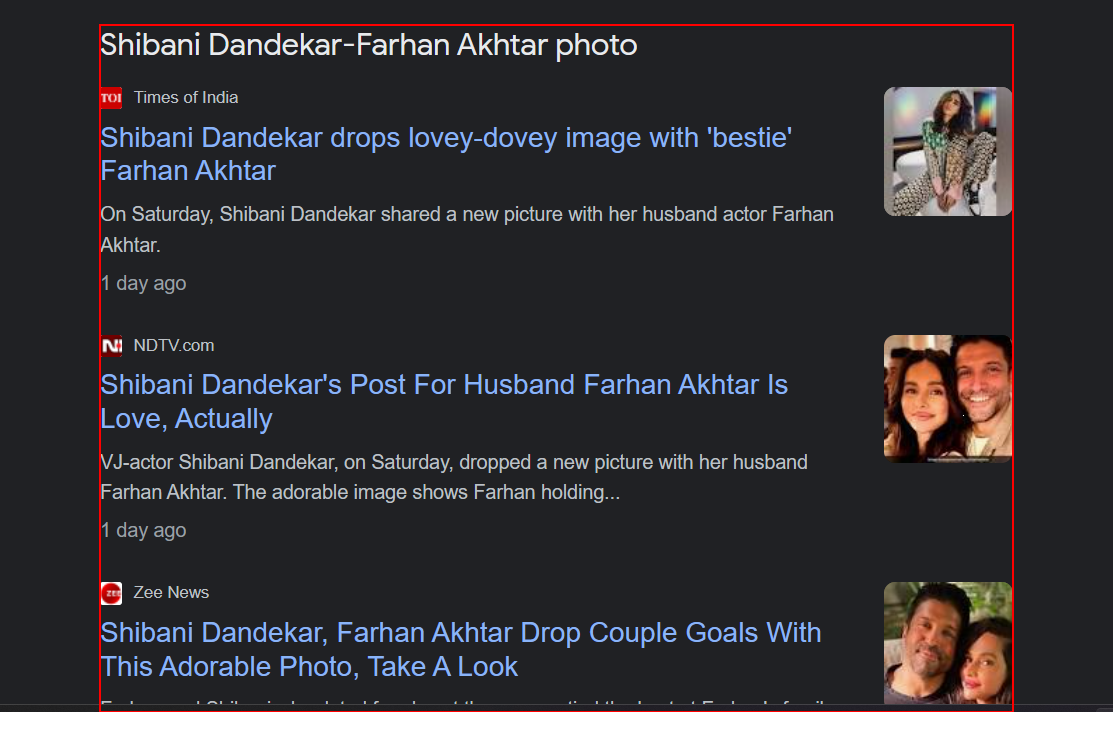 Shibani Dandekar-Farhan Akhtar photo
TOI Times of India
Shibani Dandekar drops lovey-dovey image with 'bestie'
Farhan Akhtar
On Saturday, Shibani Dandekar shared a new picture with her husband actor Farhan
Akhtar.
1 day ago
NDTV.com
Shibani Dandekar's Post For Husband Farhan Akhtar Is
Love, Actually
VJ-actor Shibani Dandekar, on Saturday, dropped a new picture with her husband
Farhan Akhtar. The adorable image shows Farhan holding...
1 day ago
ZEE Zee News
Shibani Dandekar, Farhan Akhtar Drop Couple Goals With
This Adorable Photo, Take A Look